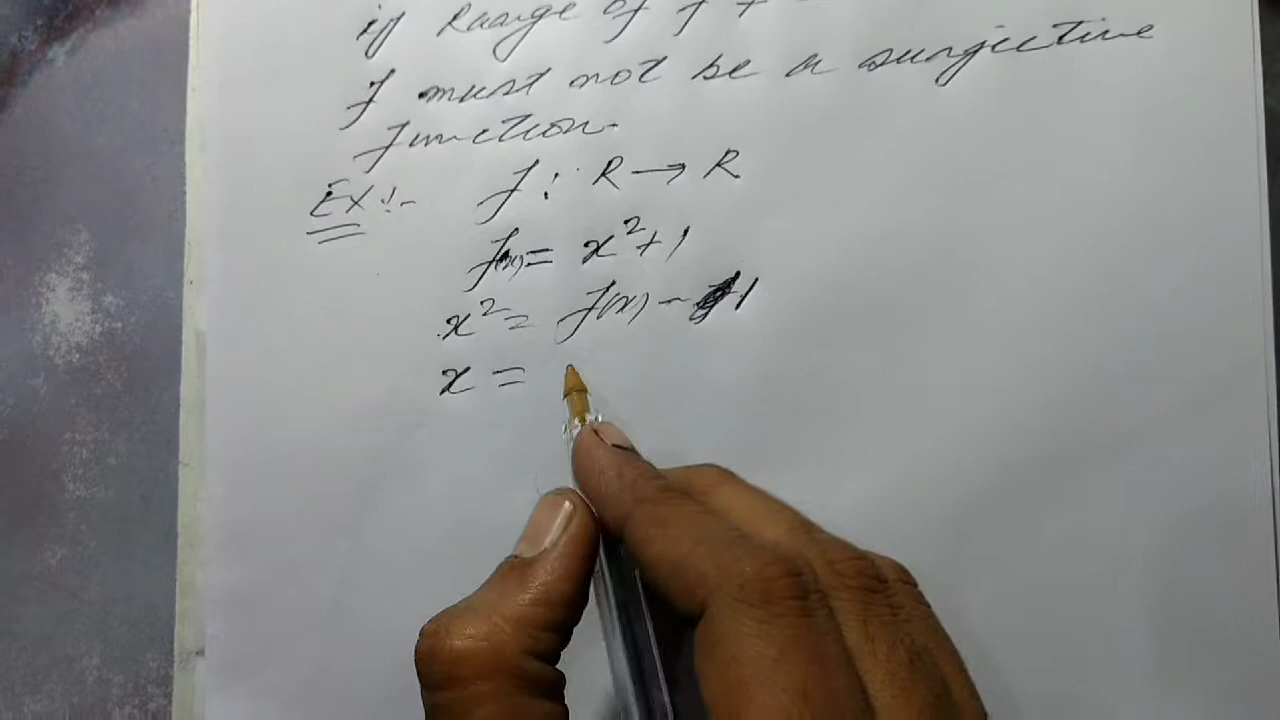 if Range of f ≠
f must not be a surjective
function.
Ex:- f: R → R
f(x) = x² + 1
x² = f(x) - 1
x =